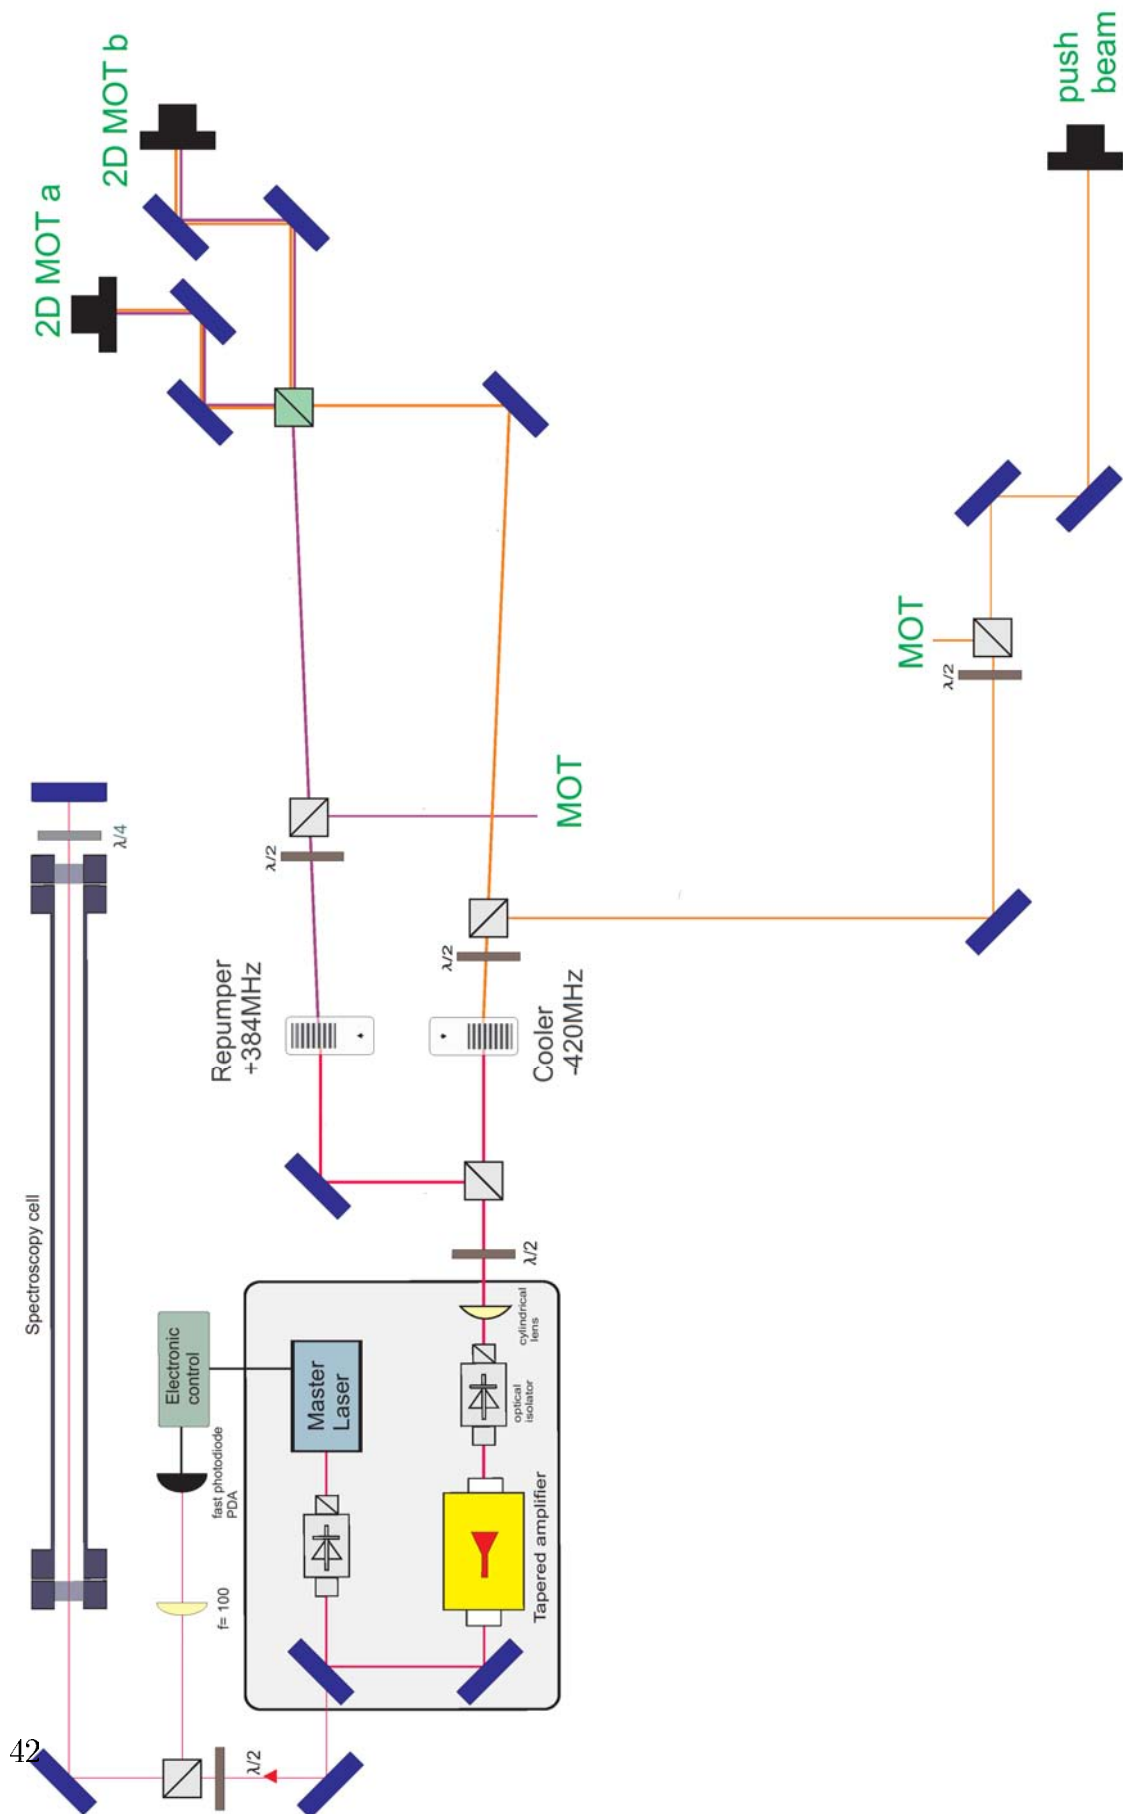 2D MOT a
2D MOT b
push
beam
MOT
λ/2
MOT
λ/2
λ/2
λ/4
Repumper
+384MHz
Cooler
-420MHz
Spectroscopy cell
λ/2
cylindrical
lens
optical
isolator
Electronic
control
Master
Laser
fast photodiode
PDA
Tapered amplifier
f= 100
λ/2
42